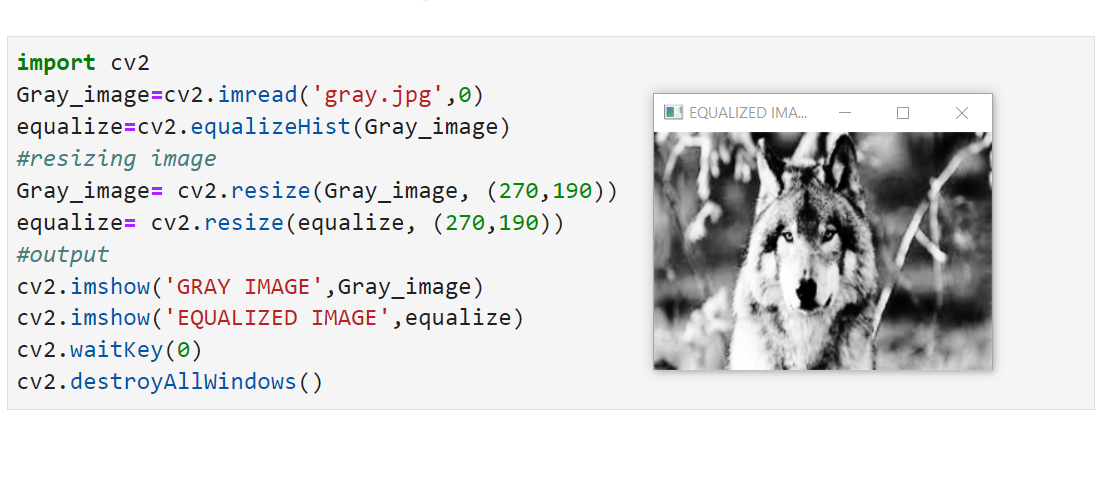 import cv2
Gray_image=cv2.imread('gray.jpg',0)
equalize=cv2.equalizeHist(Gray_image)
#resizing image
Gray_image= cv2.resize(Gray_image, (270,190))
equalize= cv2.resize(equalize, (270,190))
#output
cv2.imshow('GRAY IMAGE',Gray_image)
cv2.imshow('EQUALIZED IMAGE',equalize)
cv2.waitKey(0)
cv2.destroyAllWindows()
EQUALIZED IMA...